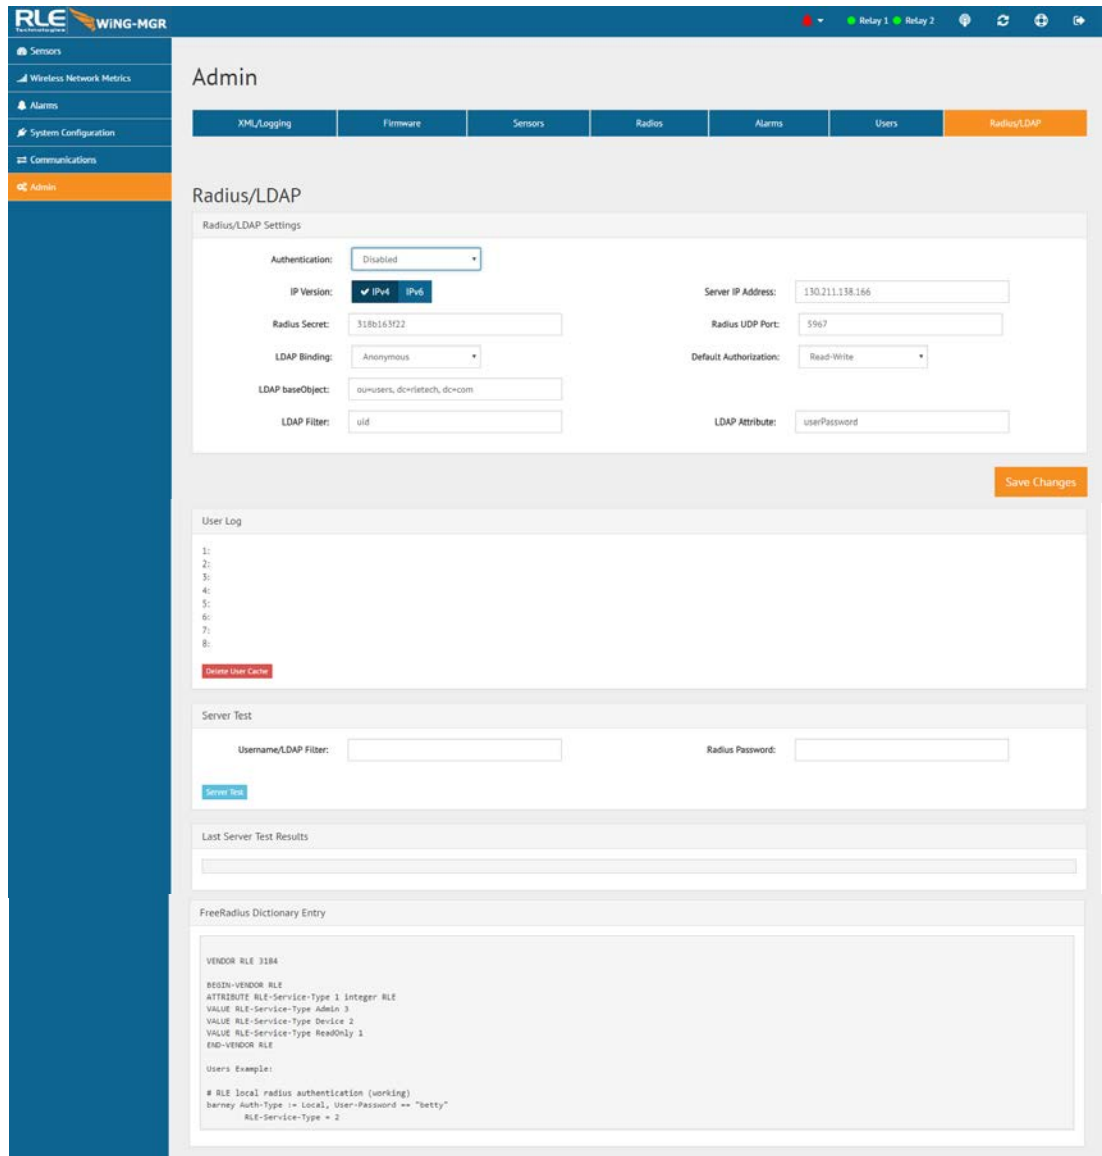 RLE WiNG-MGR
Technologies
Relay 1 Relay 2
Sensors
Wireless Network Metrics
Alarms
System Configuration
Communications
Admin
Admin
XML/Logging Firmware Sensors Radios Alarms Users Radius/LDAP
Radius/LDAP
Radius/LDAP Settings
Authentication: Disabled
IP Version: IPv4 IPv6 Server IP Address: 130.211.138.166
Radius Secret: 318b163f22 Radius UDP Port: 5967
LDAP Binding: Anonymous Default Authorization: Read-Write
LDAP baseObject: ou=users, dc=rletech, dc=com
LDAP Filter: uid LDAP Attribute: userPassword
Save Changes
User Log
1:
2:
3:
4:
5:
6:
7:
8:
Delete User Cache
Server Test
Username/LDAP Filter: Radius Password:
Server Test
Last Server Test Results
FreeRadius Dictionary Entry
VENDOR RLE 3184
BEGIN-VENDOR RLE
ATTRIBUTE RLE-Service-Type 1 integer RLE
VALUE RLE-Service-Type Admin 3
VALUE RLE-Service-Type Device 2
VALUE RLE-Service-Type ReadOnly 1
END-VENDOR RLE
Users Example:
# RLE local radius authentication (working)
barney Auth-Type := Local, User-Password == "betty"
RLE-Service-Type = 2